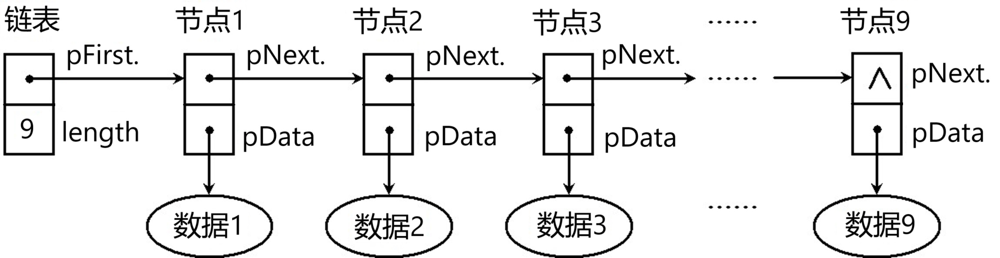 链表 节点1 节点2 节点3 ...... 节点9
pFirst. pNext. pNext. pNext. ...... ∧ pNext.
9 length pData pData pData pData
...... 
数据1 数据2 数据3 数据9